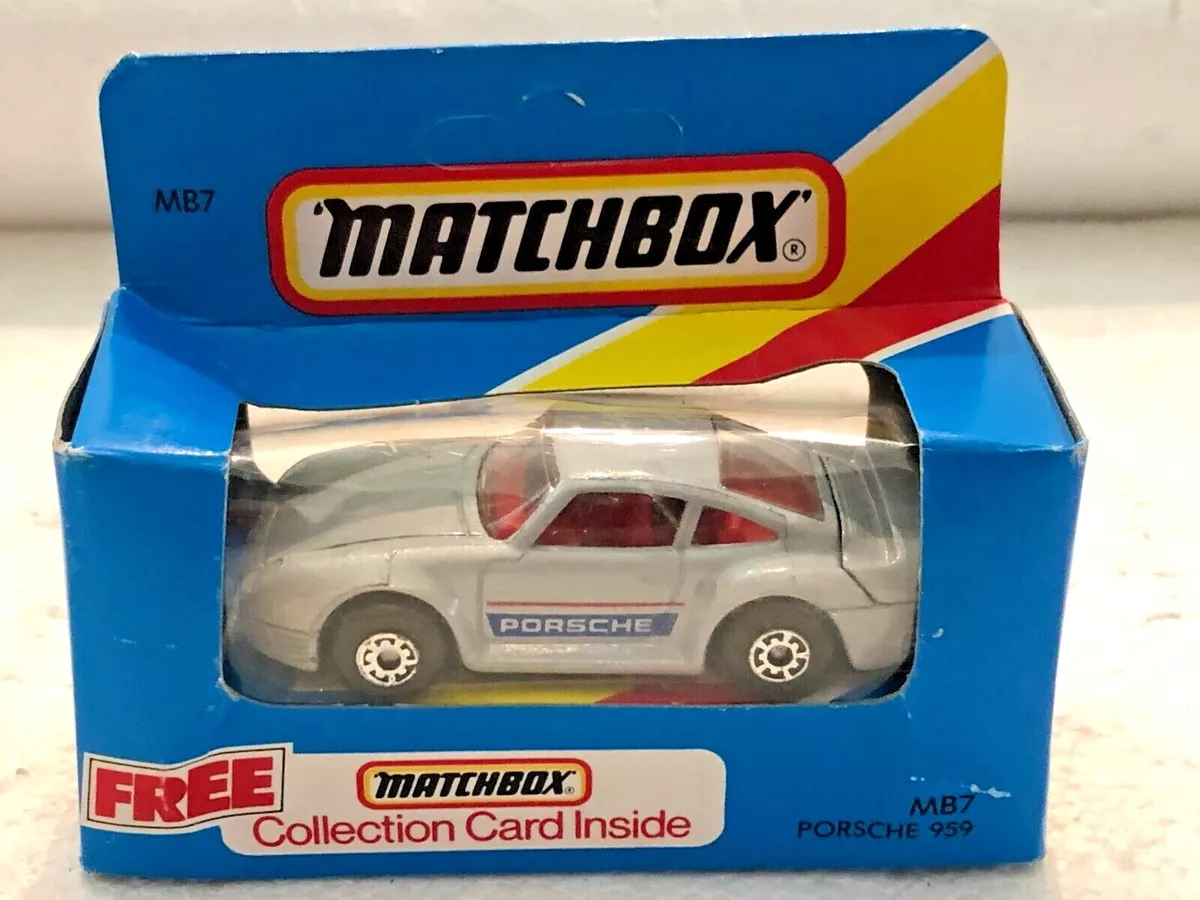 MB7
'MATCHBOX'®
PORSCHE
FREE
'MATCHBOX'®
Collection Card Inside
MB7
PORSCHE 959